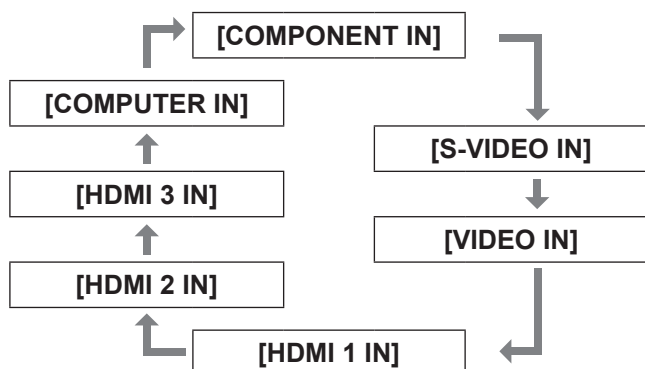 [COMPONENT IN]
[COMPUTER IN]
[S-VIDEO IN]
[HDMI 3 IN]
[VIDEO IN]
[HDMI 2 IN]
[HDMI 1 IN]